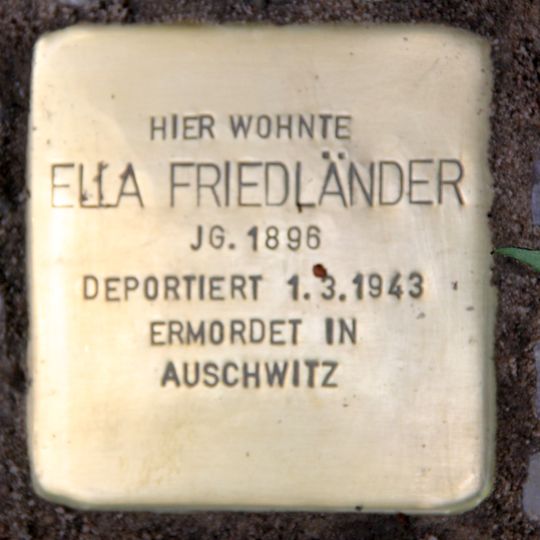 HIER WOHNTE
ELLA FRIEDLÄNDER
JG. 1896
DEPORTIERT 1.3.1943
ERMORDET IN
AUSCHWITZ